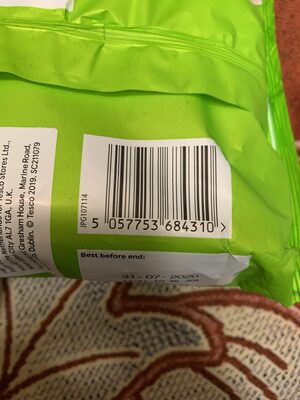 Stores Ltd.,
City AL7 1GA, U.K.
Gresham House, Marine Road,
Dublin. © Tesco 2019. SC211079
JPG107114
5 057753 684310 >
Best before end:
31-07-2020